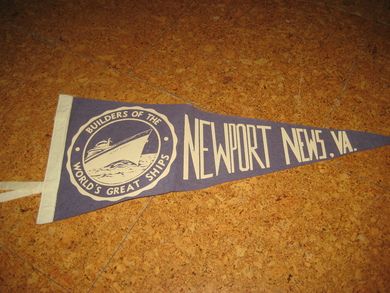 BUILDERS OF THE
WORLD'S GREAT SHIPS
NEWPORT NEWS, VA.